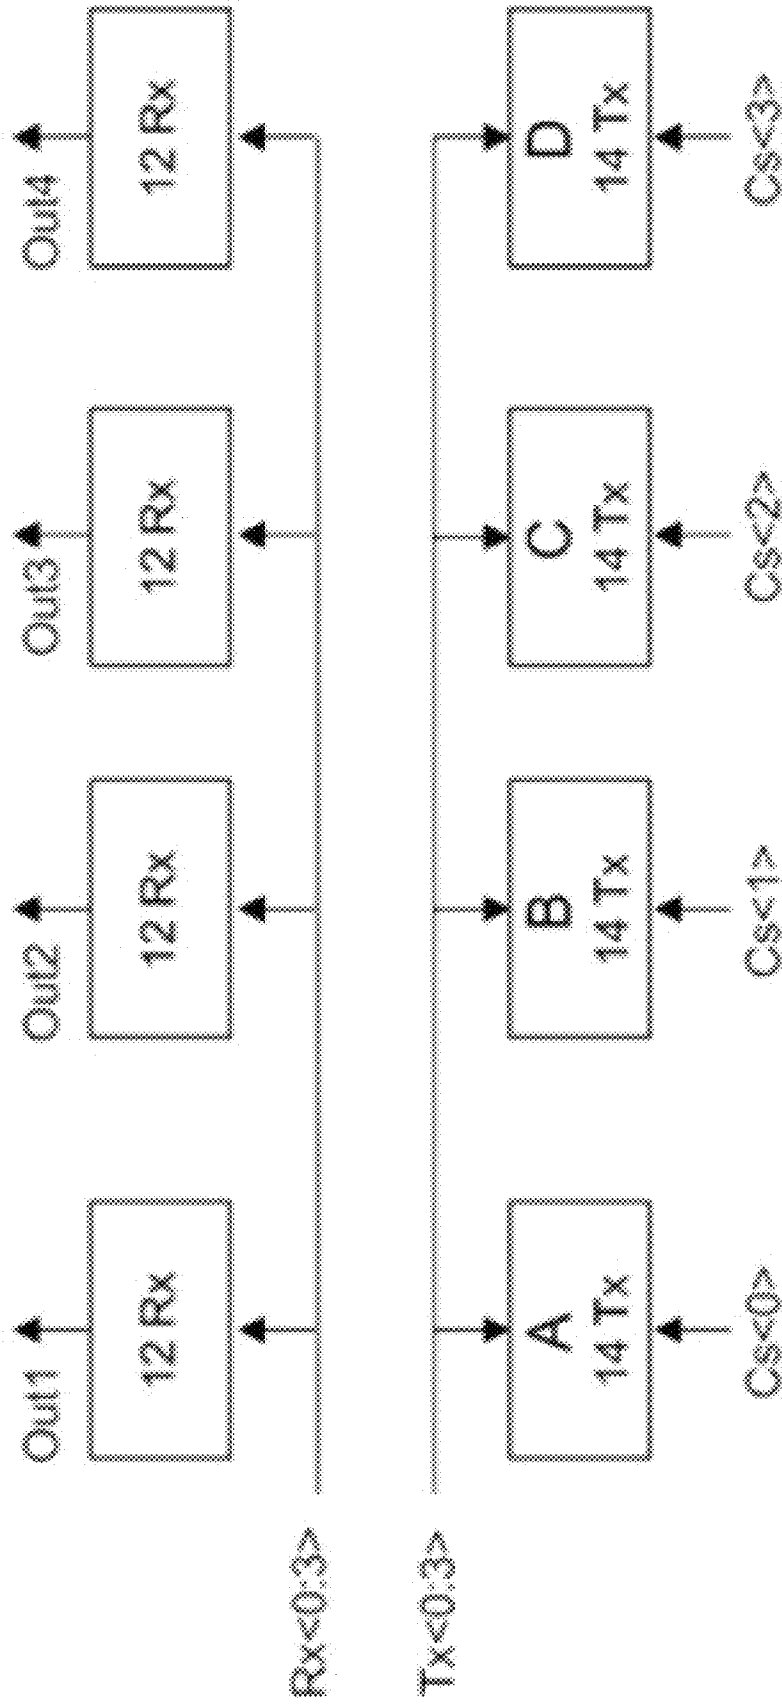 Out1 Out2 Out3 Out4
12 Rx 12 Rx 12 Rx 12 Rx
Rx<0:3>
Tx<0:3>
A B C D
14 Tx 14 Tx 14 Tx 14 Tx
Cs<0> Cs<1> Cs<2> Cs<3>